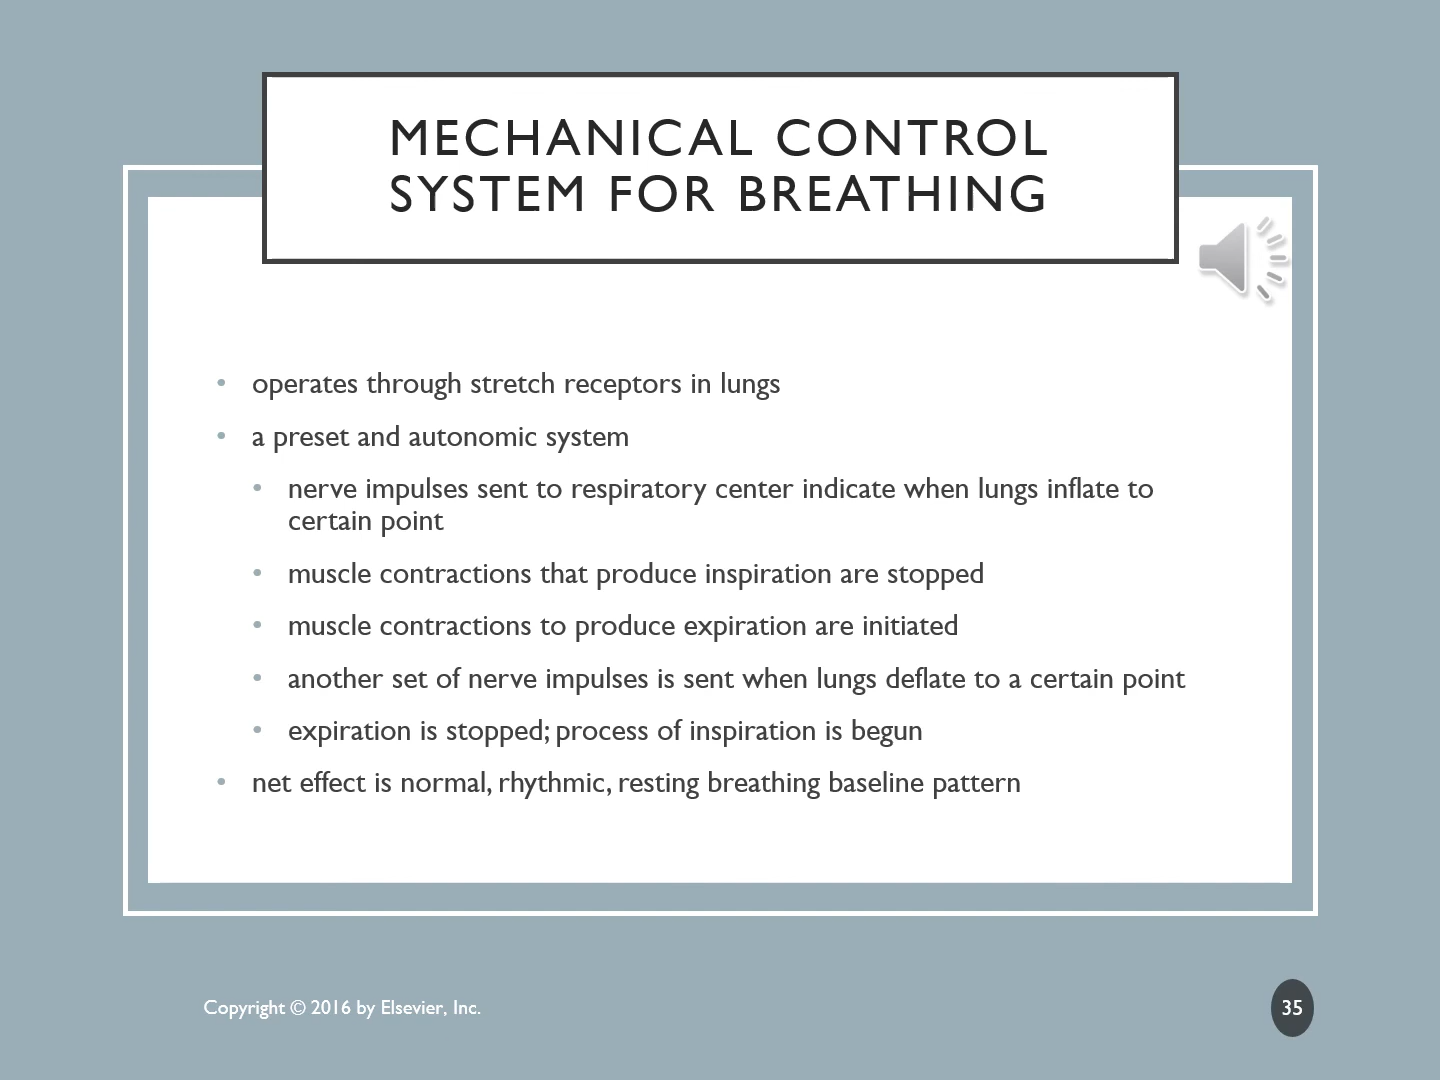 MECHANICAL CONTROL
SYSTEM FOR BREATHING
• operates through stretch receptors in lungs
• a preset and autonomic system
• nerve impulses sent to respiratory center indicate when lungs inflate to
certain point
• muscle contractions that produce inspiration are stopped
• muscle contractions to produce expiration are initiated
• another set of nerve impulses is sent when lungs deflate to a certain point
• expiration is stopped; process of inspiration is begun
• net effect is normal, rhythmic, resting breathing baseline pattern
Copyright © 2016 by Elsevier, Inc.
35